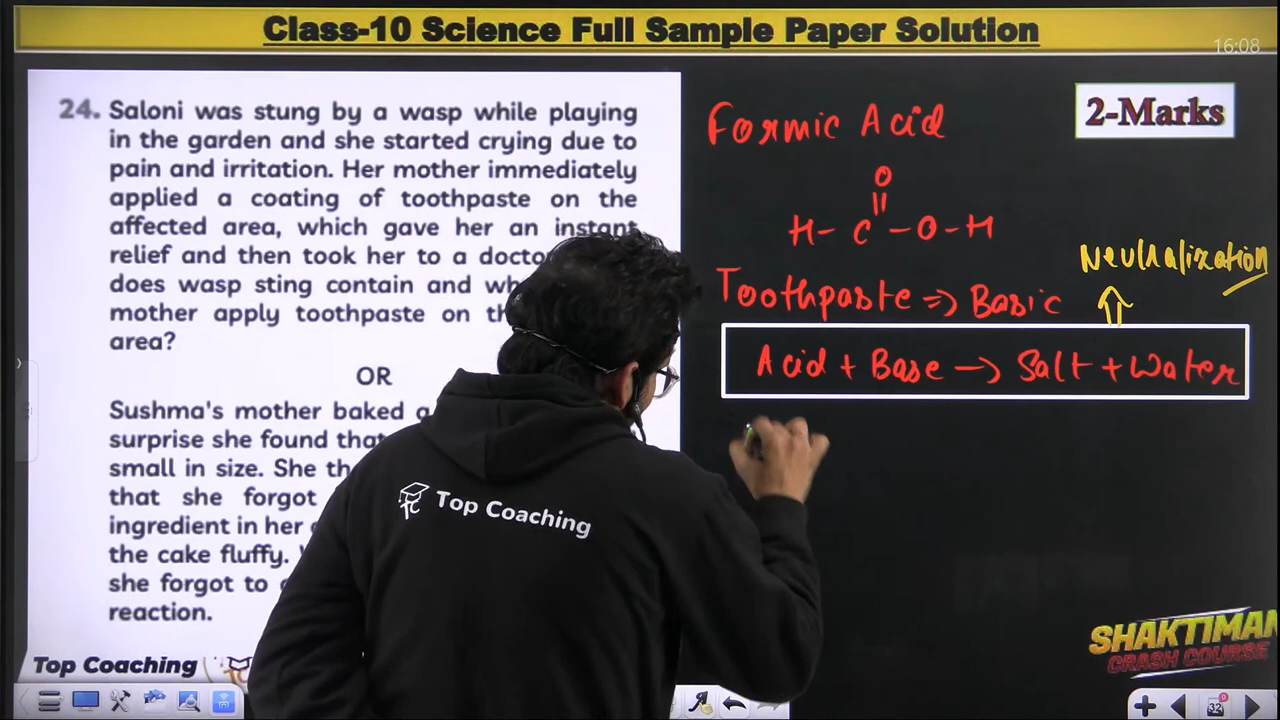 Class-10 Science Full Sample Paper Solution
16:08
24. Saloni was stung by a wasp while playing
in the garden and she started crying due to
pain and irritation. Her mother immediately
applied a coating of toothpaste on the
affected area, which gave her an instant
relief and then took her to a
does wasp sting contain and
mother apply toothpaste on
area?
OR
Sushma's mother baked a
surprise she found that
small in size. She
that she forgot
ingredient in her
the cake fluffy.
she forgot to
reaction.
Top Coaching
Top Coaching
2-Marks
Formic Acid
O
H-C-O-H
Neutralization
Toothpaste ⇒ Basic
Acid + Base → Salt + Water
SHAKTIMAN
CRASH COURSE
32